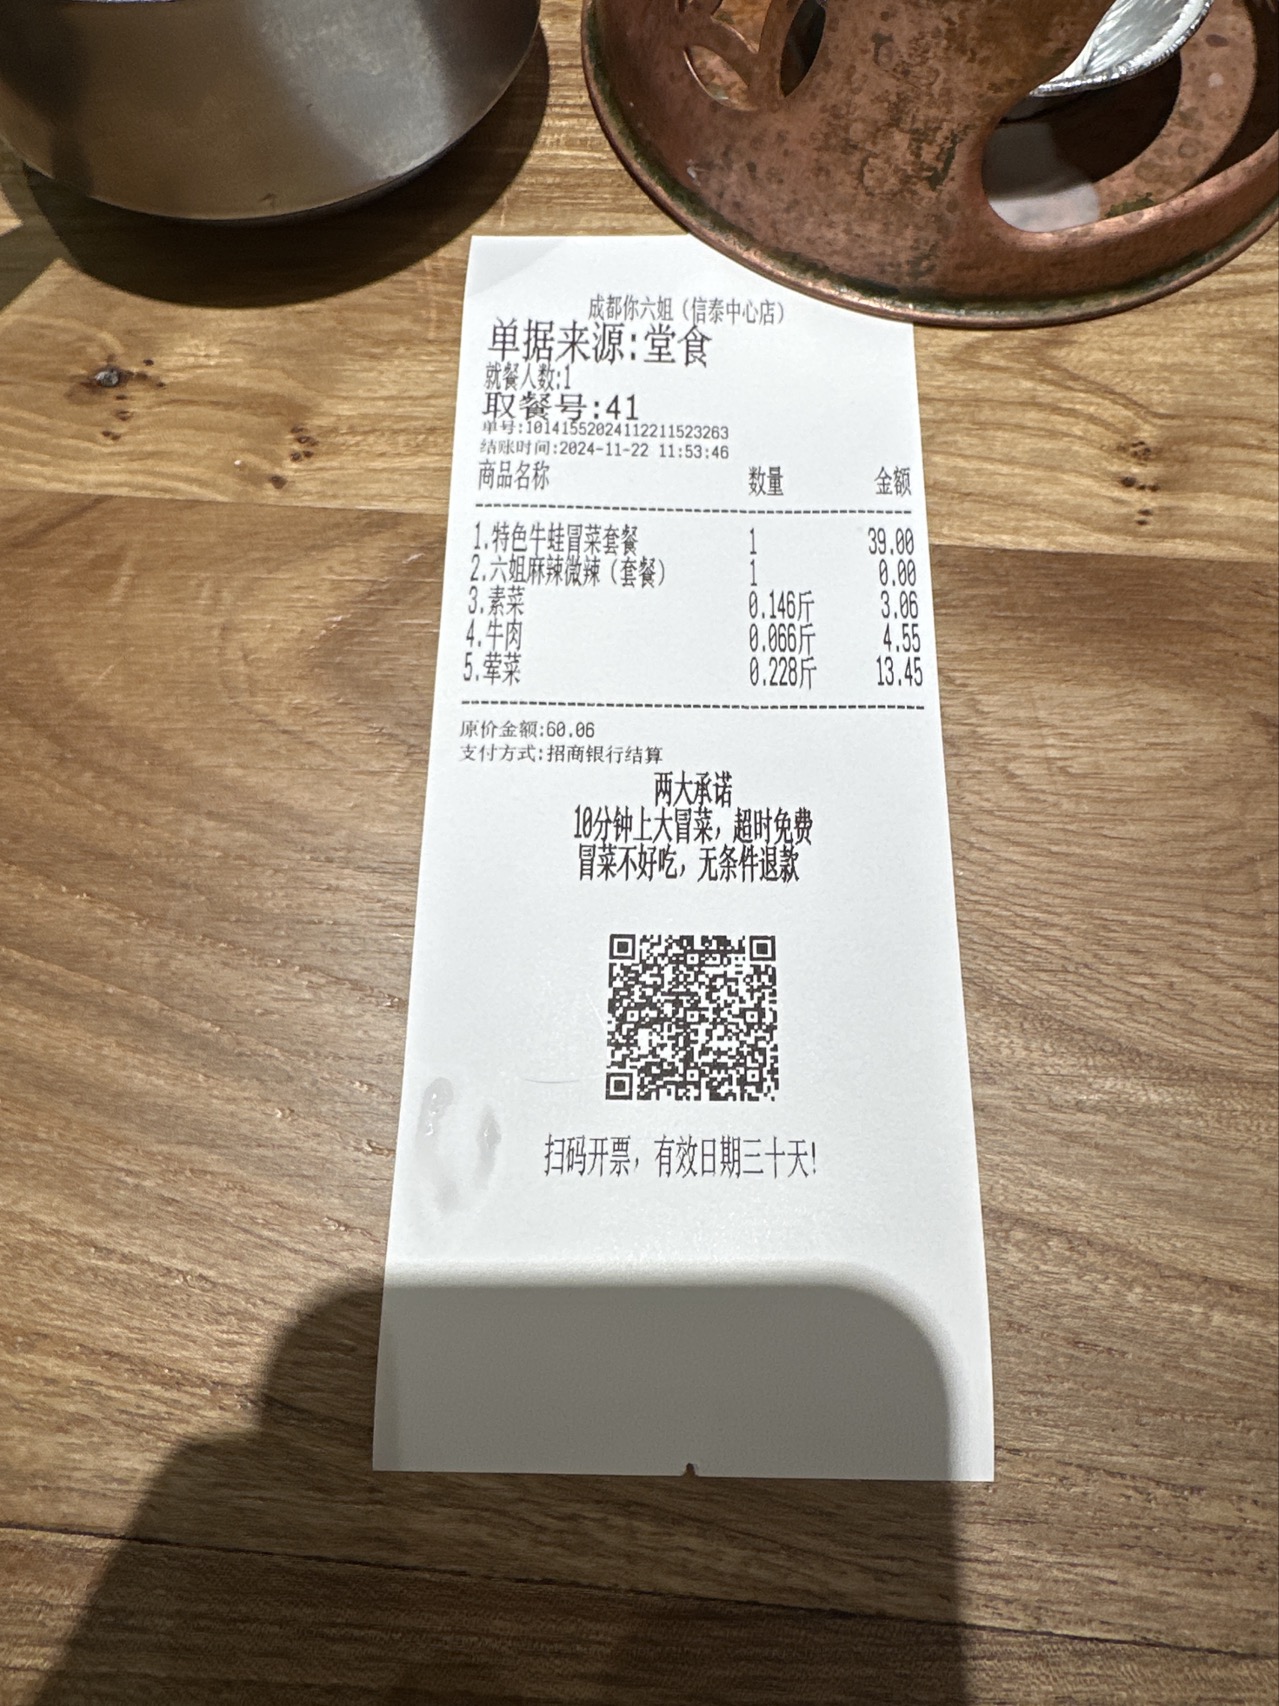 成都你六姐（信泰中心店）
单据来源:堂食
就餐人数:1
取餐号:41
单号:10141552024112211523263
结账时间:2024-11-22 11:53:46
商品名称 数量 金额
1.特色牛蛙冒菜套餐 1 39.00
2.六姐麻辣微辣（套餐） 1 0.00
3.素菜 0.146斤 3.06
4.牛肉 0.066斤 4.55
5.荤菜 0.228斤 13.45
原价金额:60.06
支付方式:招商银行结算
两大承诺
10分钟上大冒菜，超时免费
冒菜不好吃，无条件退款
扫码开票，有效日期三十天!